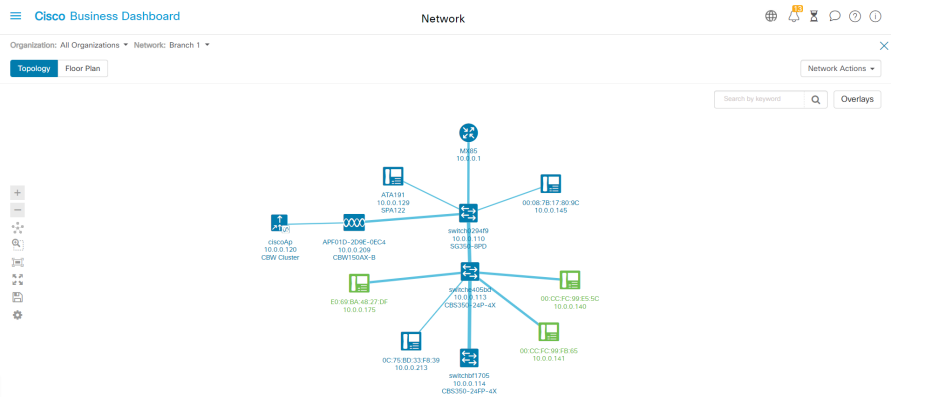 Cisco Business Dashboard
Network
13
Organization: All Organizations Network: Branch 1
Topology Floor Plan
Network Actions
Search by keyword
Overlays
MX85
10.0.0.1
ATA191
10.0.0.129
SPA122
00:08:7B:17:80:9C
10.0.0.145
switch0294f9
10.0.0.110
SG350-8PD
ciscoAp
10.0.0.120
CBW Cluster
APF01D-2D9E-0EC4
10.0.0.209
CBW150AX-B
switche405bd
10.0.0.113
CBS350-24P-4X
E0:69:BA:e8:27:DF
10.0.0.175
00:CC:FC:99:E5:5C
10.0.0.140
0C:75:BD:33:F8:39
10.0.0.213
00:CC:FC:99:FB:65
10.0.0.141
switchbf1705
10.0.0.114
CBS350-24FP-4X